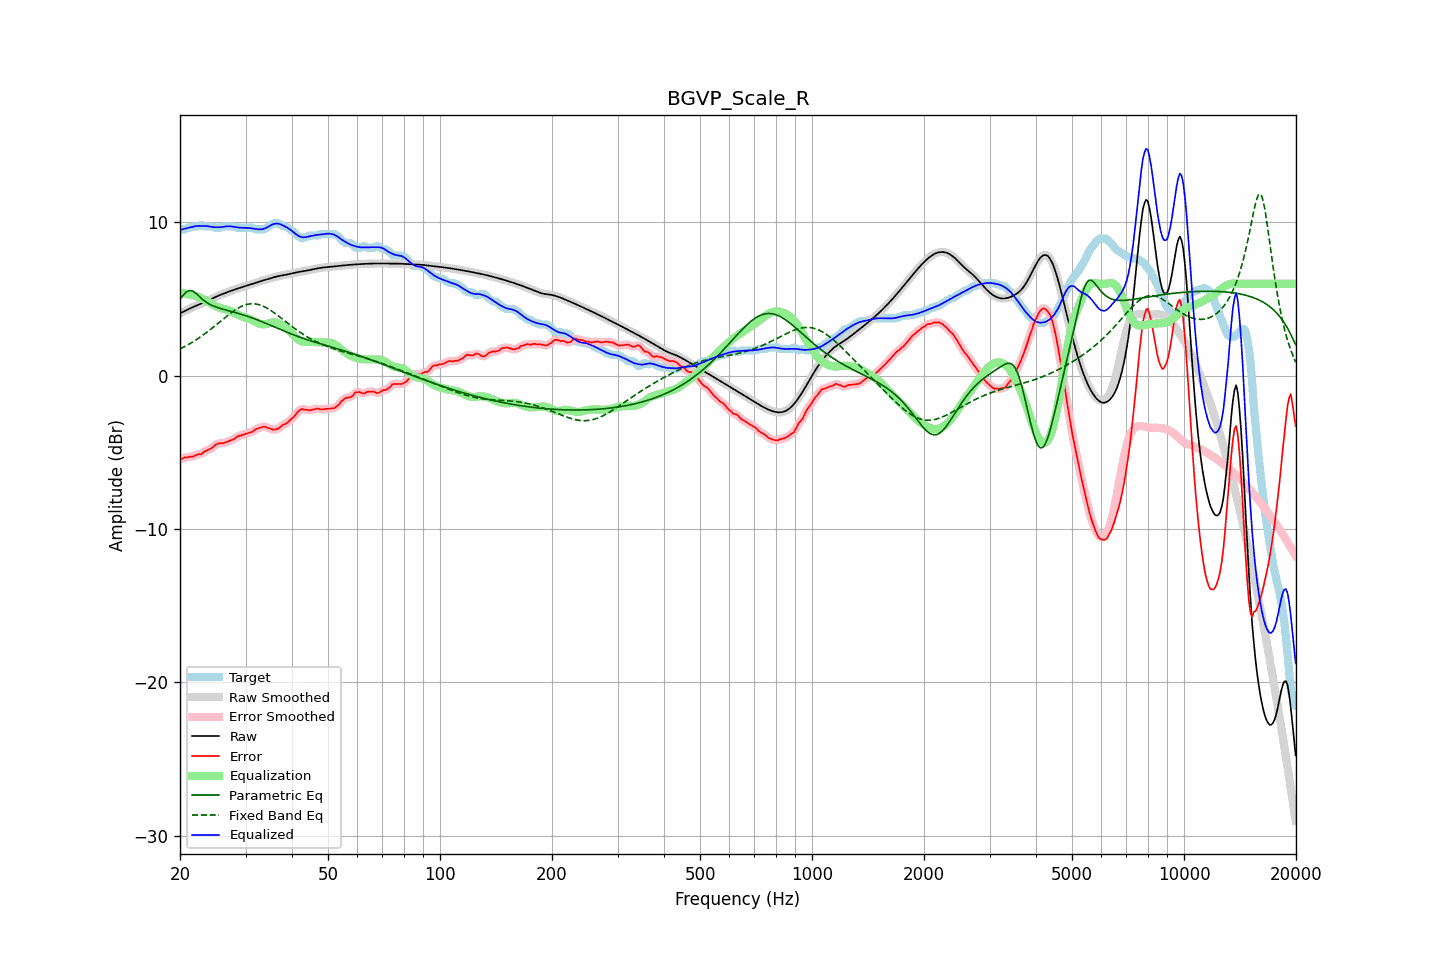 BGVP_Scale_R
Amplitude (dBr)
10
0
−10
−20
−30
Target
Raw Smoothed
Error Smoothed
Raw
Error
Equalization
Parametric Eq
Fixed Band Eq
Equalized
20 50 100 200 500 1000 2000 5000 10000 20000
Frequency (Hz)